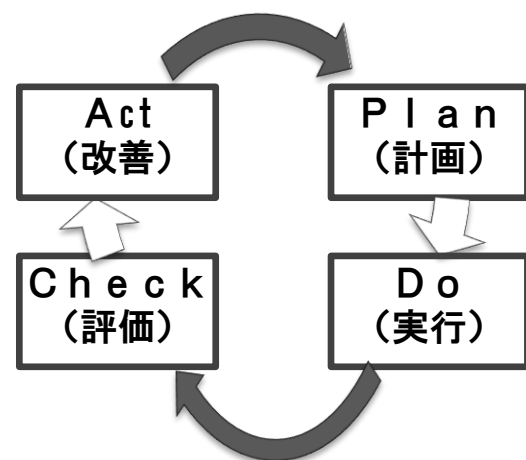 Act
（改善）
Ｐｌａｎ
（計画）
Ｃｈｅｃｋ
（評価）
Ｄｏ
（実行）